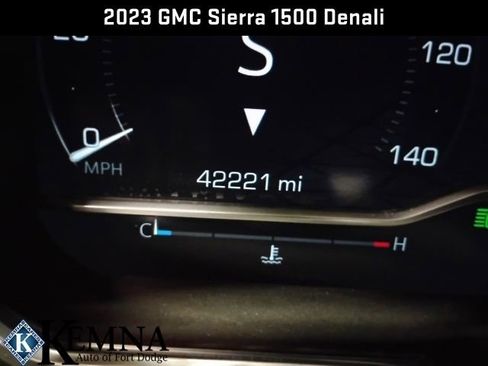 2023 GMC Sierra 1500 Denali
S
120
0
MPH
42221 mi
140
C
H
K
KEMNA
Auto of Fort Dodge